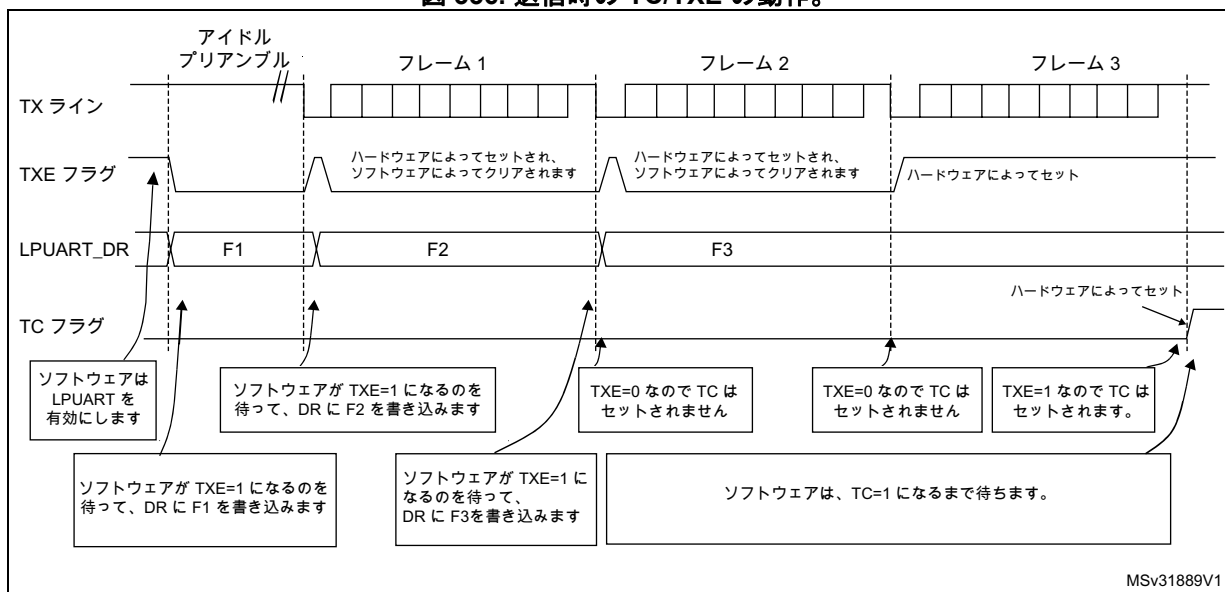 TC/TXE
アイドル
プリアンブル
フレーム 1
フレーム 2
フレーム 3
TX ライン
TXE フラグ
ハードウェアによってセットされ、
ソフトウェアによってクリアされます
ハードウェアによってセットされ、
ソフトウェアによってクリアされます
ハードウェアによってセット
LPUART_DR
F1
F2
F3
ハードウェアによってセット
TC フラグ
ソフトウェアは
LPUART を
有効にします
ソフトウェアが TXE=1 になるのを
待って、DR に F2 を書き込みます
TXE=0 なので TC は
セットされません
TXE=0 なので TC は
セットされません
TXE=1 なので TC は
セットされます。
ソフトウェアが TXE=1 になるのを
待って、DR に F1 を書き込みます
ソフトウェアが TXE=1 に
なるのを待って、
DR に F3を書き込みます
ソフトウェアは、TC=1 になるまで待ちます。
MSv31889V1